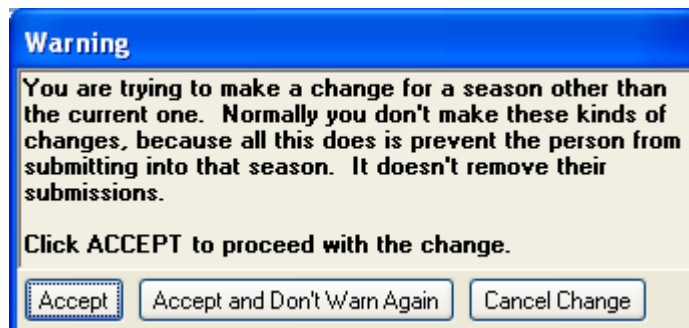 Warning
You are trying to make a change for a season other than
the current one.  Normally you don't make these kinds of
changes, because all this does is prevent the person from
submitting into that season.  It doesn't remove their
submissions.
Click ACCEPT to proceed with the change.
Accept
Accept and Don't Warn Again
Cancel Change